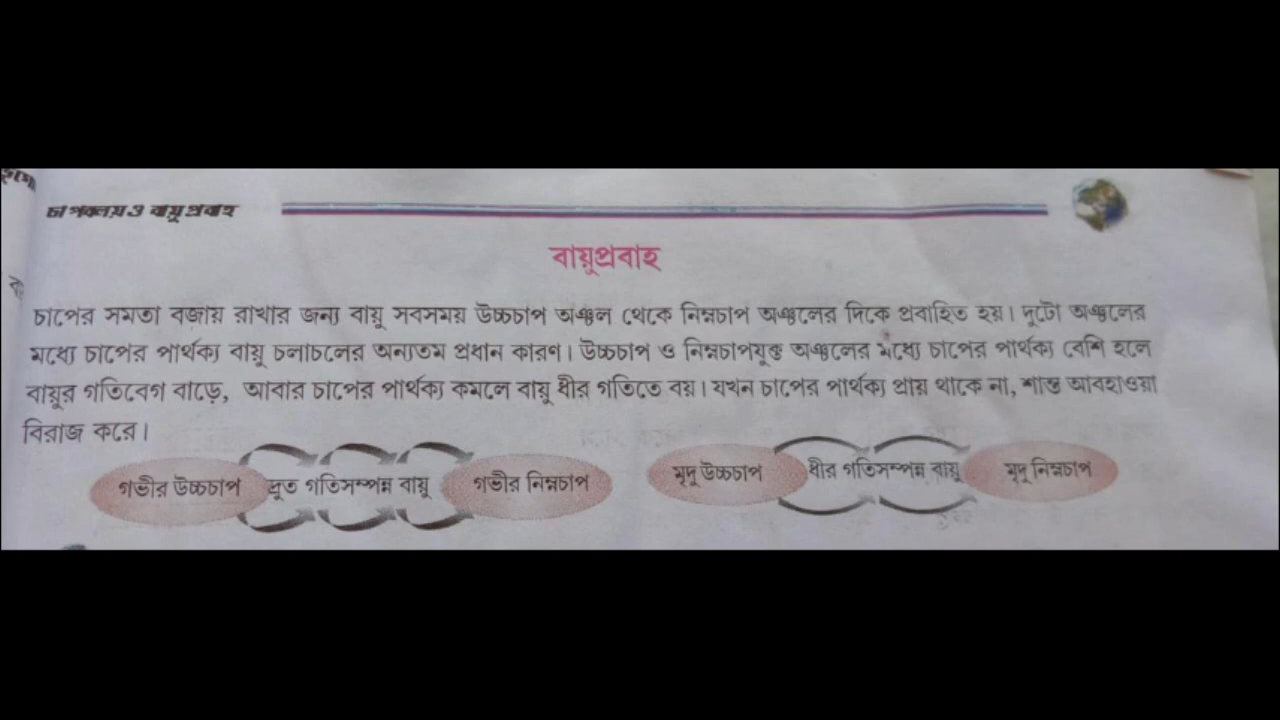 চাপবলয় ও বায়ুপ্রবাহ
বায়ুপ্রবাহ
চাপের সমতা বজায় রাখার জন্য বায়ু সবসময় উচ্চচাপ অঞ্চল থেকে নিম্নচাপ অঞ্চলের দিকে প্রবাহিত হয়। দুটো অঞ্চলের
মধ্যে চাপের পার্থক্য বায়ু চলাচলের অন্যতম প্রধান কারণ। উচ্চচাপ ও নিম্নচাপযুক্ত অঞ্চলের মধ্যে চাপের পার্থক্য বেশি হলে
বায়ুর গতিবেগ বাড়ে, আবার চাপের পার্থক্য কমলে বায়ু ধীর গতিতে বয়। যখন চাপের পার্থক্য প্রায় থাকে না, শান্ত আবহাওয়া
বিরাজ করে।
গভীর উচ্চচাপ দ্রুত গতিসম্পন্ন বায়ু গভীর নিম্নচাপ মৃদু উচ্চচাপ ধীর গতিসম্পন্ন বায়ু মৃদু নিম্নচাপ